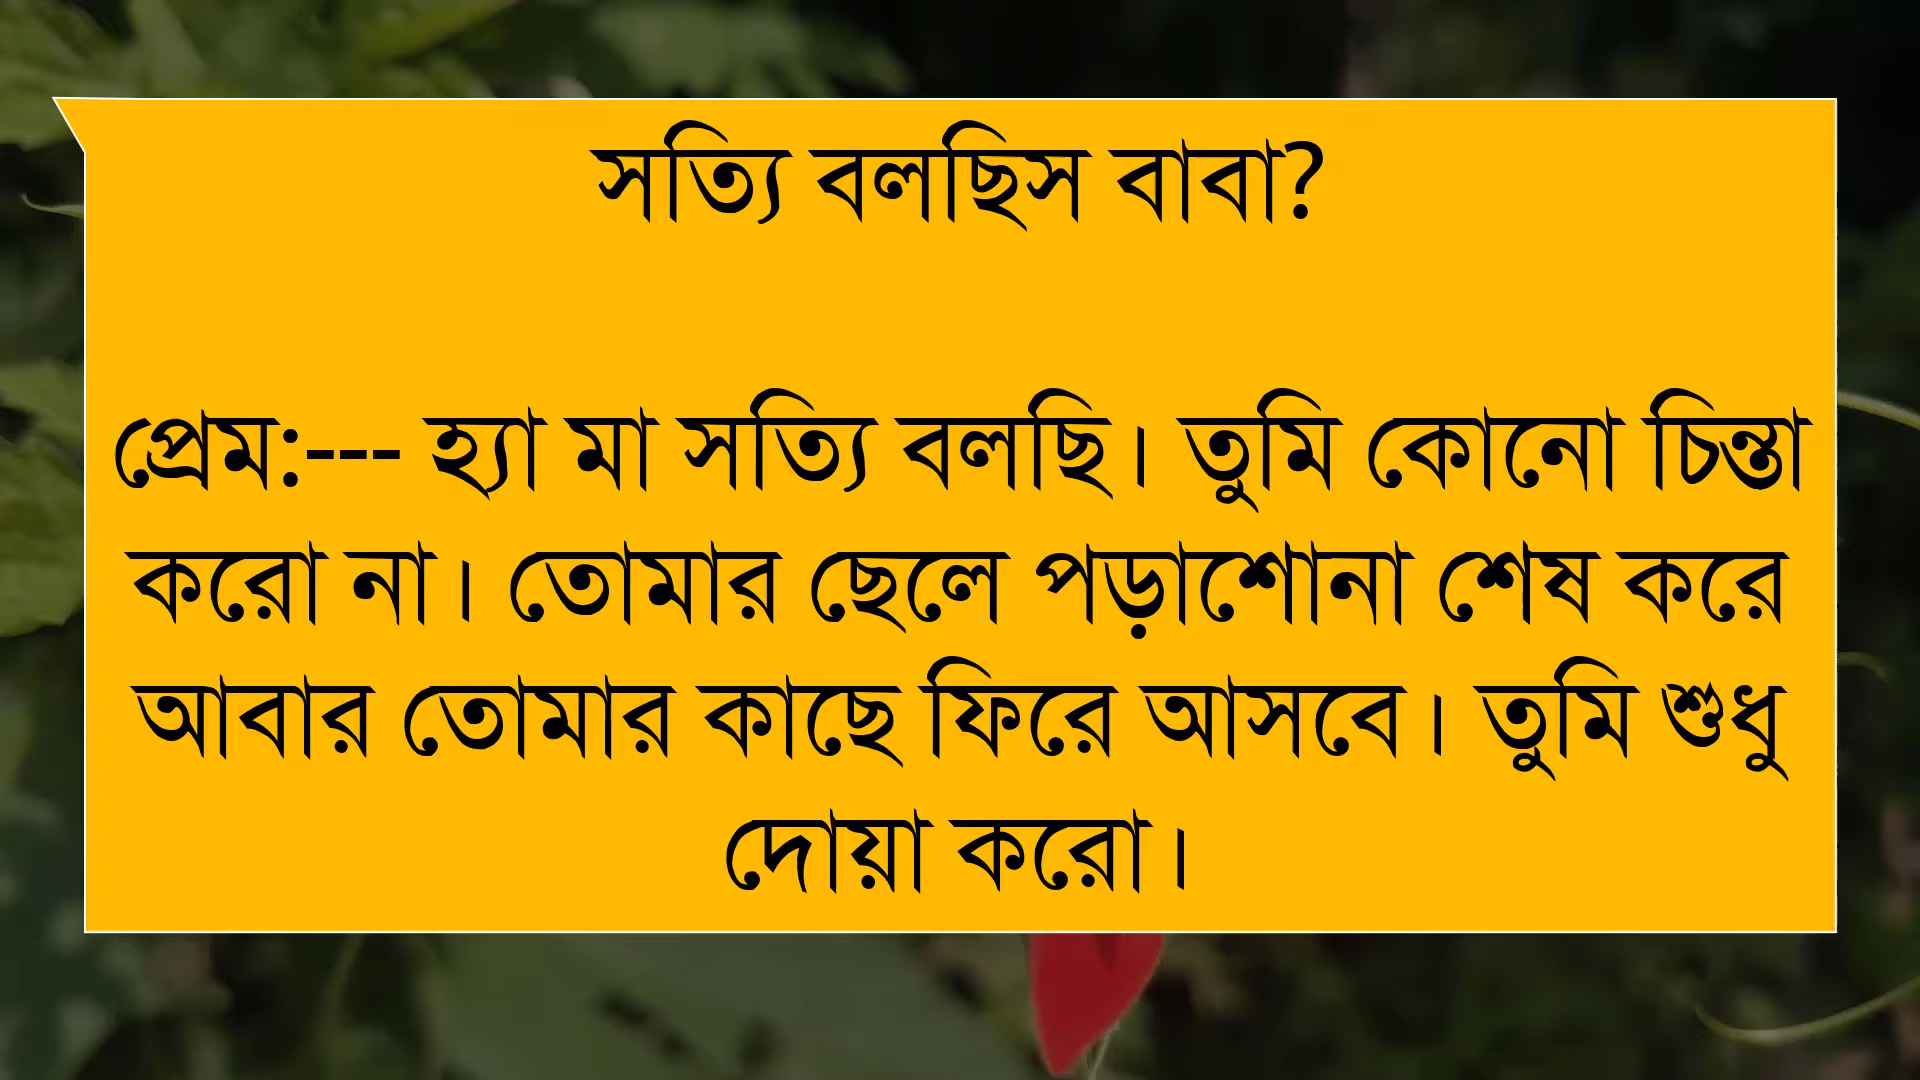 সত্যি বলছিস বাবা?
প্রেম:--- হ্যা মা সত্যি বলছি। তুমি কোনো চিন্তা
করো না। তোমার ছেলে পড়াশোনা শেষ করে
আবার তোমার কাছে ফিরে আসবে। তুমি শুধু
দোয়া করো।